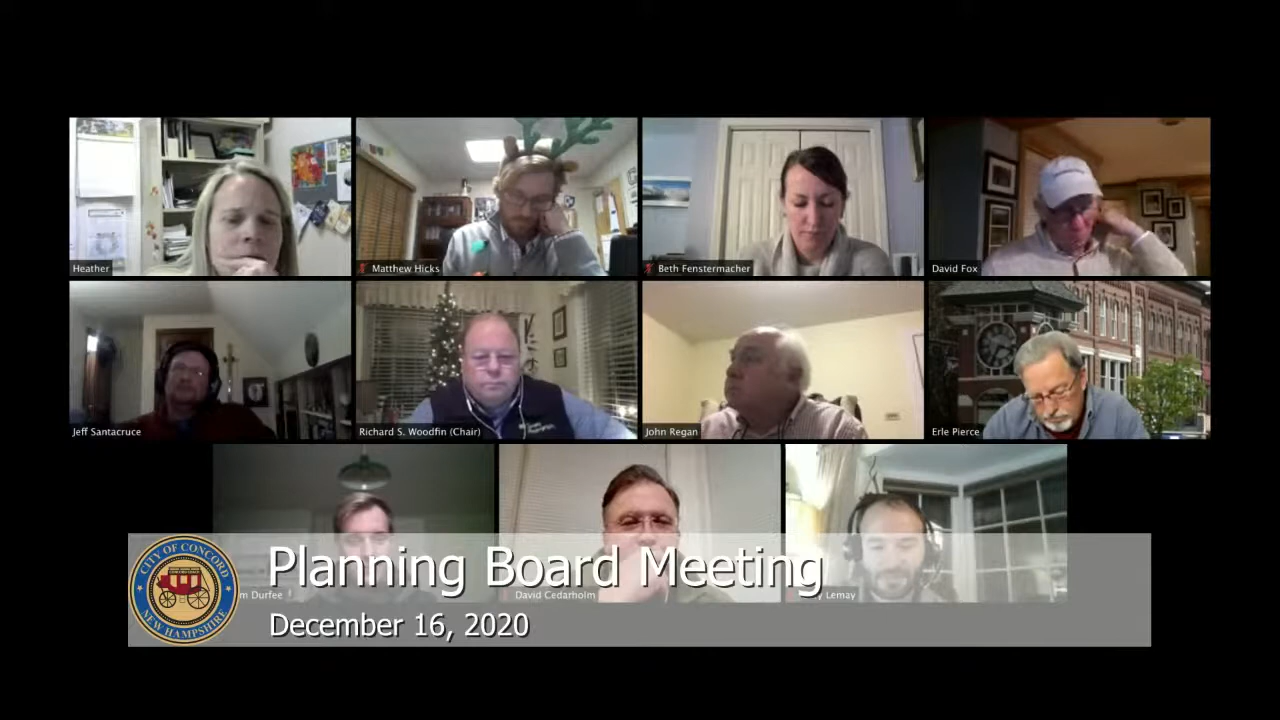 Heather
Matthew Hicks
Beth Fenstermacher
David Fox
Jeff Santacruce
Richard S. Woodfin (Chair)
John Regan
Erle Pierce
m Durfee
David Cedarholm
y Lemay
CITY OF CONCORD
NEW HAMPSHIRE
Planning Board Meeting
December 16, 2020